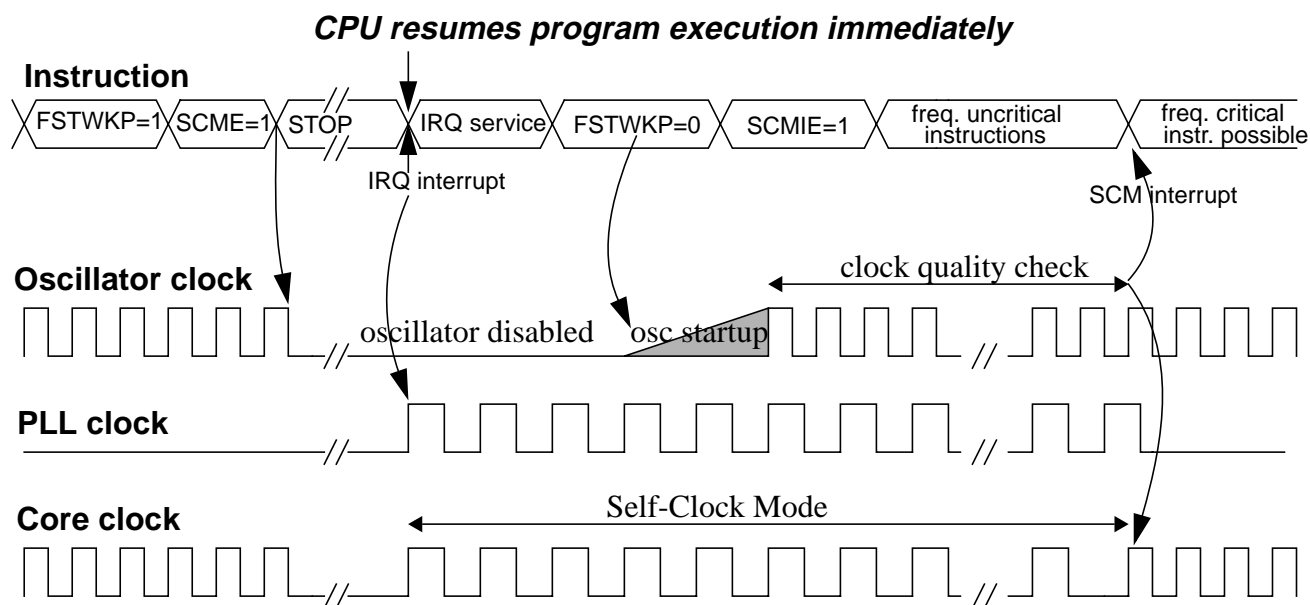 CPU resumes program execution immediately
Instruction
FSTWKP=1
SCME=1
STOP
IRQ service
FSTWKP=0
SCMIE=1
freq. uncritical
instructions
freq. critical
instr. possible
IRQ interrupt
SCM interrupt
Oscillator clock
clock quality check
oscillator disabled
osc startup
PLL clock
Core clock
Self-Clock Mode